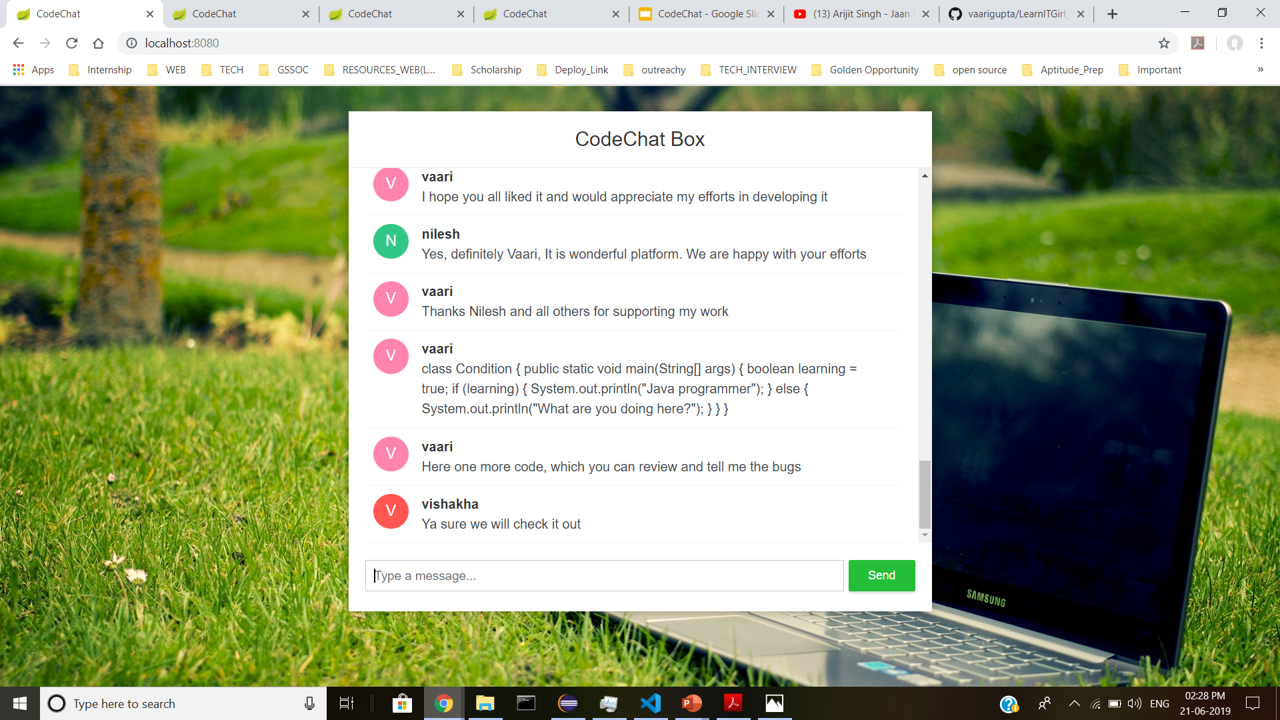 CodeChat
CodeChat
CodeChat
CodeChat
CodeChat - Google Slid
(13) Arijit Singh - Jaan
vaarigupta/LearnITGirl_
localhost:8080
Apps
Internship
WEB
TECH
GSSOC
RESOURCES_WEB(L...
Scholarship
Deploy_Link
outreachy
TECH_INTERVIEW
Golden Opportunity
open source
Aptitude_Prep
Important
»
CodeChat Box
V
vaari
I hope you all liked it and would appreciate my efforts in developing it
N
nilesh
Yes, definitely Vaari, It is wonderful platform. We are happy with your efforts
V
vaari
Thanks Nilesh and all others for supporting my work
V
vaari
class Condition { public static void main(String[] args) { boolean learning =
true; if (learning) { System.out.println("Java programmer"); } else {
System.out.println("What are you doing here?"); } } }
V
vaari
Here one more code, which you can review and tell me the bugs
V
vishakha
Ya sure we will check it out
Type a message...
Send
SAMSUNG
Type here to search
ENG
02:28 PM
21-06-2019